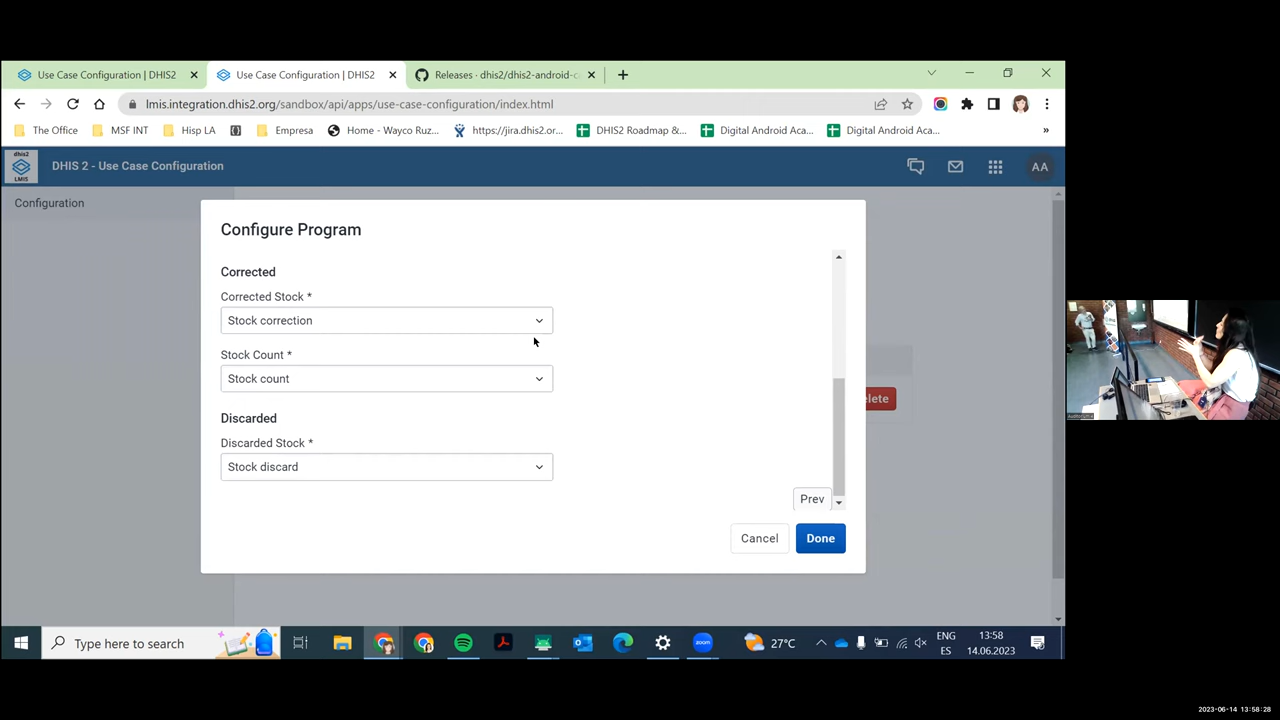 Use Case Configuration | DHIS2
Use Case Configuration | DHIS2
Releases · dhis2/dhis2-android-c
lmis.integration.dhis2.org/sandbox/api/apps/use-case-configuration/index.html
The Office
MSF INT
Hisp LA
Empresa
Home - Wayco Ruz...
https://jira.dhis2.or...
DHIS2 Roadmap &...
Digital Android Aca...
Digital Android Aca...
»
dhis2
LMIS
DHIS 2 - Use Case Configuration
AA
Configuration
Configure Program
Corrected
Corrected Stock *
Stock correction
Stock Count *
Stock count
Discarded
Discarded Stock *
Stock discard
elete
Prev
Cancel
Done
Type here to search
zoom
27°C
ENG
ES
13:58
14.06.2023
2023-06-14 13:58:28